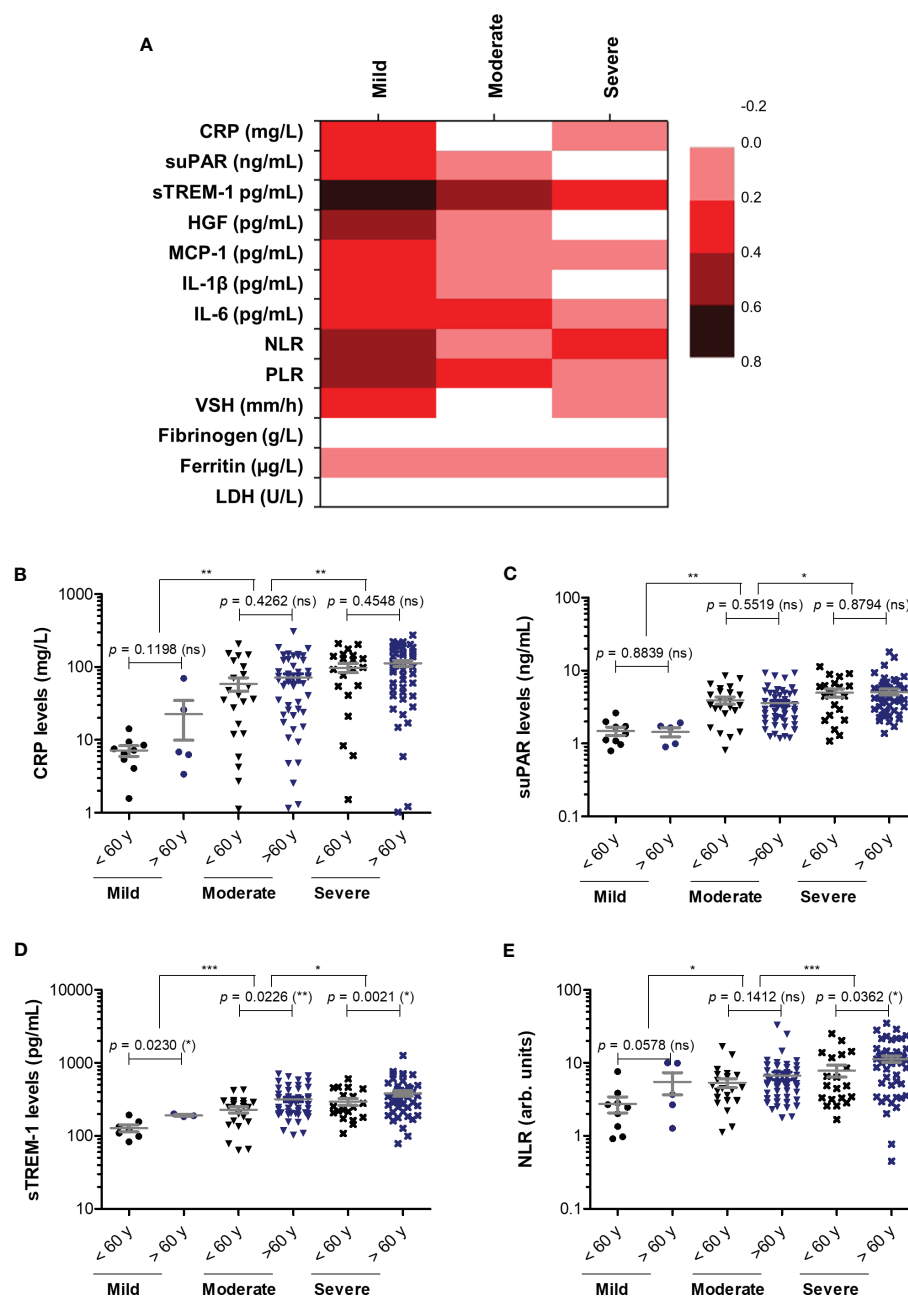 A
Mild
Moderate
Severe
CRP (mg/L)
suPAR (ng/mL)
sTREM-1 pg/mL)
HGF (pg/mL)
MCP-1 (pg/mL)
IL-1β (pg/mL)
IL-6 (pg/mL)
NLR
PLR
VSH (mm/h)
Fibrinogen (g/L)
Ferritin (µg/L)
LDH (U/L)
-0.2
0.0
0.2
0.4
0.6
0.8
B
CRP levels (mg/L)
1000
100
10
1
** **
p = 0.1198 (ns)
p = 0.4262 (ns)
p = 0.4548 (ns)
< 60 y > 60 y < 60 y >60 y < 60 y > 60 y
Mild Moderate Severe
C
suPAR levels (ng/mL)
100
10
1
0.1
** *
p = 0.8839 (ns)
p = 0.5519 (ns)
p = 0.8794 (ns)
< 60 y > 60 y < 60 y >60 y < 60 y > 60 y
Mild Moderate Severe
D
sTREM-1 levels (pg/mL)
10000
1000
100
10
*** *
p = 0.0230 (*)
p = 0.0226 (**)
p = 0.0021 (*)
< 60 y > 60 y < 60 y >60 y < 60 y > 60 y
Mild Moderate Severe
E
NLR (arb. units)
100
10
1
0.1
* ***
p = 0.0578 (ns)
p = 0.1412 (ns)
p = 0.0362 (*)
< 60 y > 60 y < 60 y >60 y < 60 y > 60 y
Mild Moderate Severe